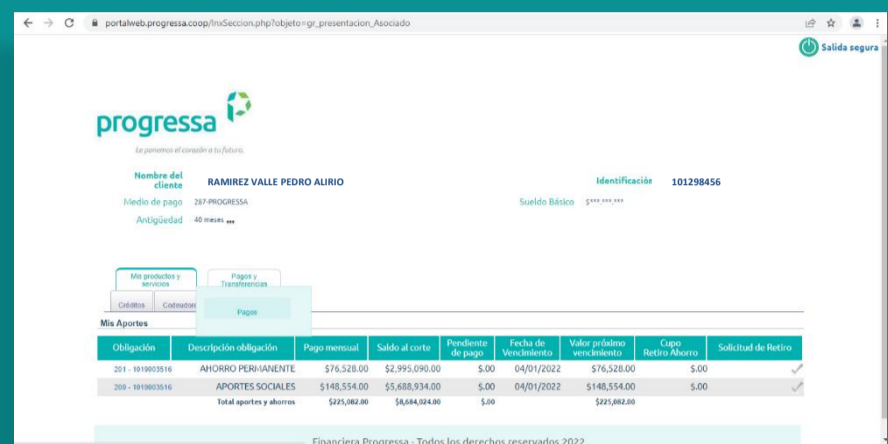 portalweb.progressa.coop/lnxSeccion.php?objeto=gr_presentacion_Asociado
Salida segura
progressa
Le ponemos el corazón a tu futuro.
Nombre del cliente RAMIREZ VALLE PEDRO ALIRIO Identificación 101298456
Medio de pago 287-PROGRESSA Sueldo Básico $***,***,***
Antigüedad 40 meses
Mis productos y servicios Pagos y Transferencias
Créditos Pagos
Mis Aportes
Obligación Descripción obligación Pago mensual Saldo al corte Pendiente de pago Fecha de Vencimiento Valor próximo vencimiento Cupo Retiro Ahorro Solicitud de Retiro
201 - 1019003516 AHORRO PERMANENTE $76,528.00 $2,995,090.00 $.00 04/01/2022 $76,528.00 $.00
209 - 1019003516 APORTES SOCIALES $148,554.00 $5,688,934.00 $.00 04/01/2022 $148,554.00 $.00
Total aportes y ahorros $225,082.00 $8,684,024.00 $.00 $225,082.00
Financiera Progressa - Todos los derechos reservados 2022